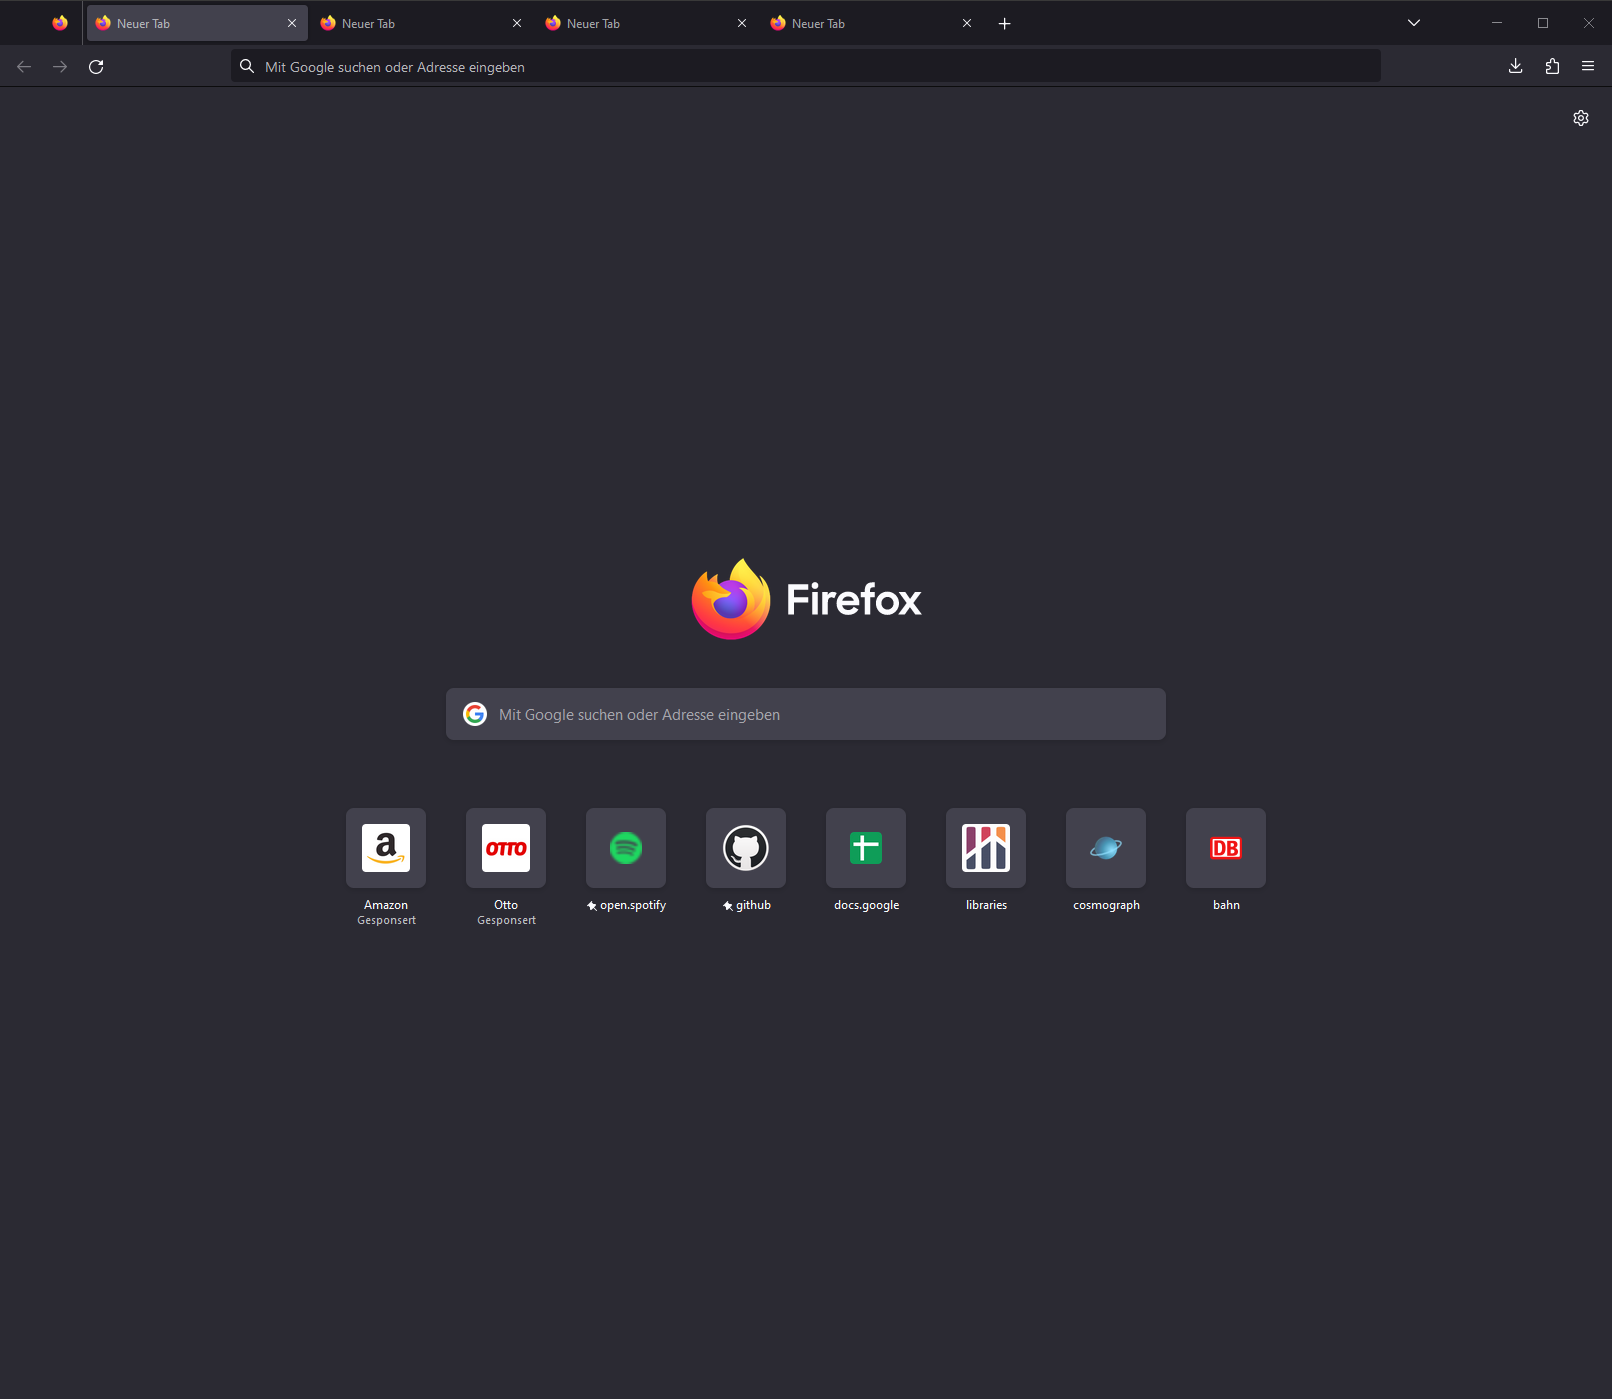 Neuer Tab
Neuer Tab
Neuer Tab
Neuer Tab
Mit Google suchen oder Adresse eingeben
Firefox
Mit Google suchen oder Adresse eingeben
a
OTTO
DB
Amazon
Gesponsert
Otto
Gesponsert
open.spotify
github
docs.google
libraries
cosmograph
bahn